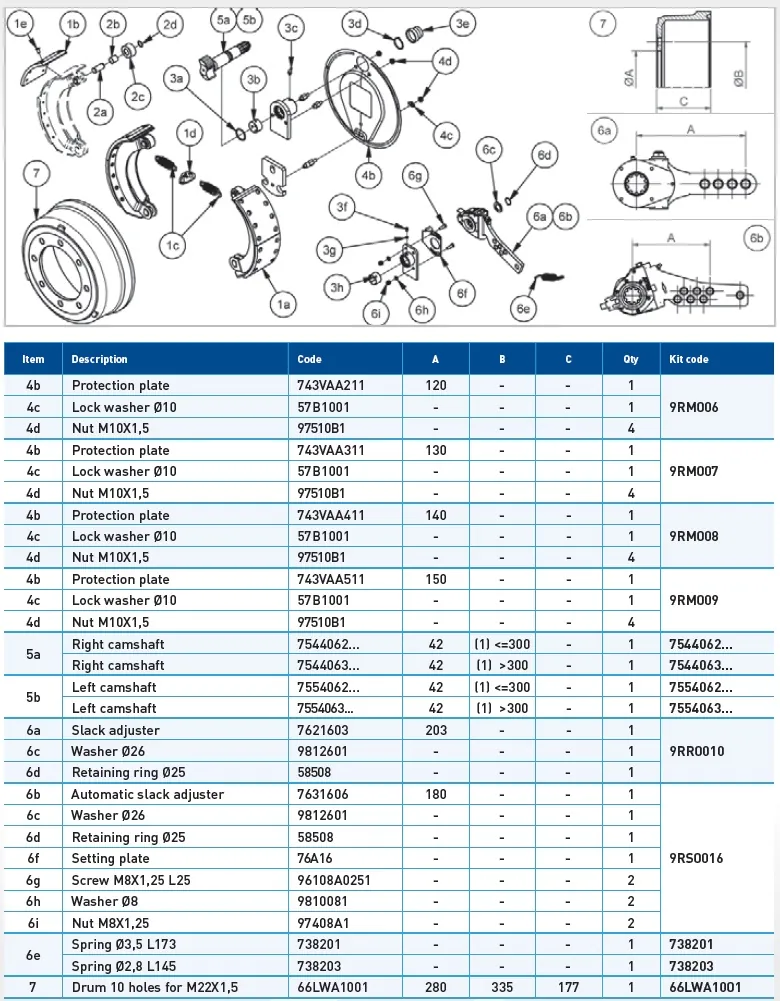 1e 1b 2b 2d 5a 5b 3c 3d 3e 7
2a 2c 3a 3b 4d
ØA ØB
C
1d 4c 6a A
7 4b 6c 6d
6g
1c 3f 6a 6b A 6b
3g
3h 1a 6i 6h 6f 6e
Item Description Code A B C Qty Kit code
4b Protection plate 743VAA211 120 - - 1
4c Lock washer Ø10 57B1001 - - - 1 9RM006
4d Nut M10X1,5 97510B1 - - - 4
4b Protection plate 743VAA311 130 - - 1
4c Lock washer Ø10 57B1001 - - - 1 9RM007
4d Nut M10X1,5 97510B1 - - - 4
4b Protection plate 743VAA411 140 - - 1
4c Lock washer Ø10 57B1001 - - - 1 9RM008
4d Nut M10X1,5 97510B1 - - - 4
4b Protection plate 743VAA511 150 - - 1
4c Lock washer Ø10 57B1001 - - - 1 9RM009
4d Nut M10X1,5 97510B1 - - - 4
5a Right camshaft 7544062... 42 (1) <=300 - 1 7544062...
Right camshaft 7544063... 42 (1) >300 - 1 7544063...
5b Left camshaft 7554062... 42 (1) <=300 - 1 7554062...
Left camshaft 7554063... 42 (1) >300 - 1 7554063...
6a Slack adjuster 7621603 203 - - 1
6c Washer Ø26 9812601 - - - 1 9RR0010
6d Retaining ring Ø25 58508 - - - 1
6b Automatic slack adjuster 7631606 180 - - 1
6c Washer Ø26 9812601 - - - 1
6d Retaining ring Ø25 58508 - - - 1
6f Setting plate 76A16 - - - 1 9RS0016
6g Screw M8X1,25 L25 96108A0251 - - - 2
6h Washer Ø8 9810081 - - - 2
6i Nut M8X1,25 97408A1 - - - 2
6e Spring Ø3,5 L173 738201 - - - 1 738201
Spring Ø2,8 L145 738203 - - - 1 738203
7 Drum 10 holes for M22X1,5 66LWA1001 280 335 177 1 66LWA1001